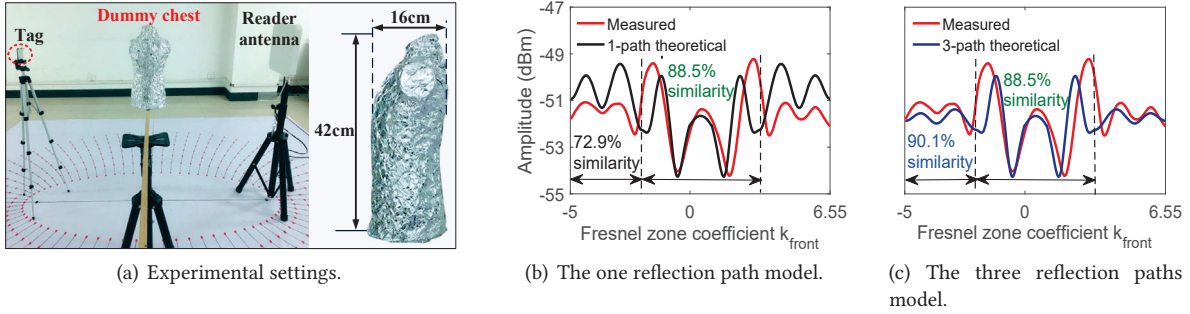 Dummy chest
Tag
Reader
antenna
16cm
42cm
(a) Experimental settings.
-47
-49
-51
-53
-55
Amplitude (dBm)
Measured
1-path theoretical
88.5%
similarity
72.9%
similarity
-5
0
6.55
Fresnel zone coefficient k_front
(b) The one reflection path model.
Measured
3-path theoretical
88.5%
similarity
90.1%
similarity
-5
0
6.55
Fresnel zone coefficient k_front
(c) The three reflection paths
model.